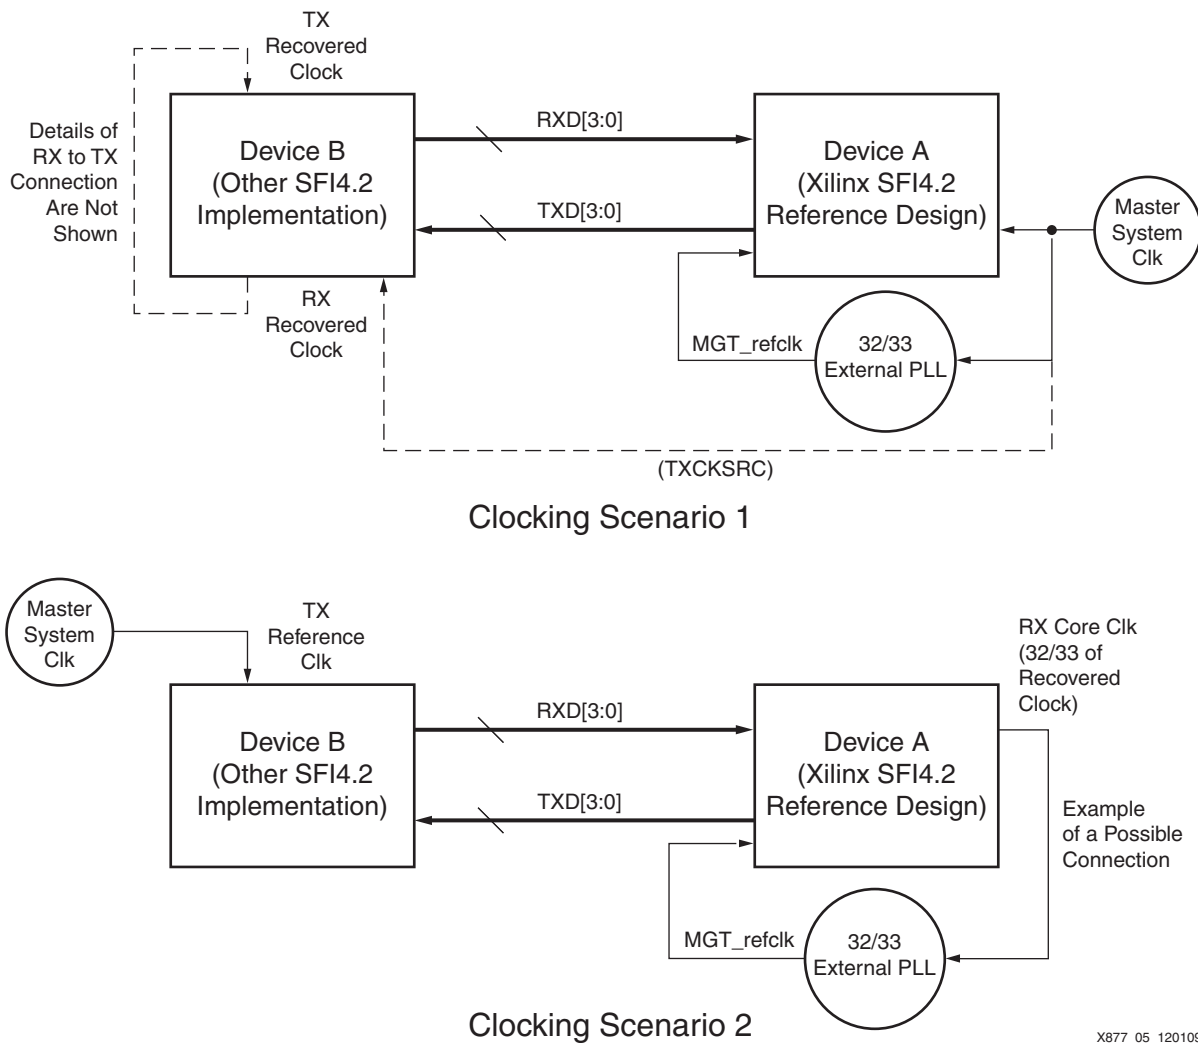 TX
Recovered
Clock
Details of
RX to TX
Connection
Are Not
Shown
Device B
(Other SFI4.2
Implementation)
RXD[3:0]
TXD[3:0]
Device A
(Xilinx SFI4.2
Reference Design)
Master
System
Clk
RX
Recovered
Clock
MGT_refclk
32/33
External PLL
(TXCKSRC)
Clocking Scenario 1
Master
System
Clk
TX
Reference
Clk
RX Core Clk
(32/33 of
Recovered
Clock)
Device B
(Other SFI4.2
Implementation)
RXD[3:0]
TXD[3:0]
Device A
(Xilinx SFI4.2
Reference Design)
Example
of a Possible
Connection
MGT_refclk
32/33
External PLL
Clocking Scenario 2
X877_05_120109